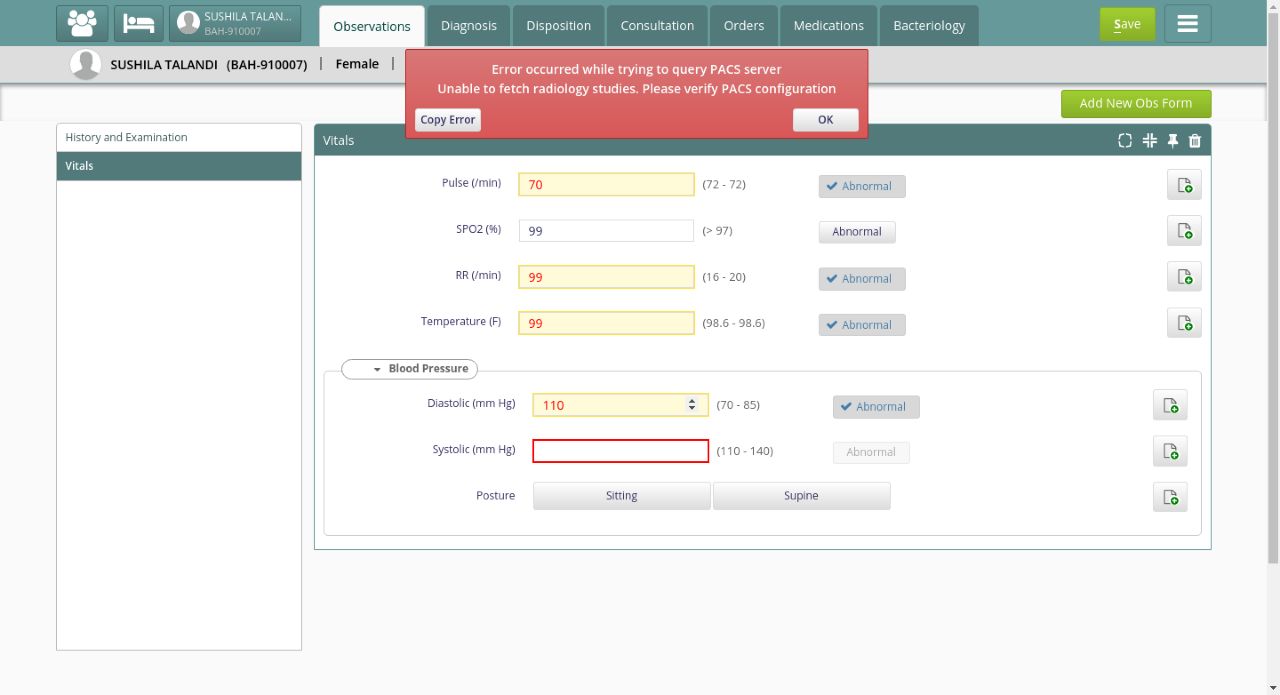 SUSHILA TALAN...
BAH-910007
Observations
Diagnosis
Disposition
Consultation
Orders
Medications
Bacteriology
Save
SUSHILA TALANDI (BAH-910007) | Female |
Error occurred while trying to query PACS server
Unable to fetch radiology studies. Please verify PACS configuration
Copy Error
OK
Add New Obs Form
History and Examination
Vitals
Vitals
Pulse (/min) 70 (72 - 72) Abnormal
SPO2 (%) 99 (> 97) Abnormal
RR (/min) 99 (16 - 20) Abnormal
Temperature (F) 99 (98.6 - 98.6) Abnormal
Blood Pressure
Diastolic (mm Hg) 110 (70 - 85) Abnormal
Systolic (mm Hg) (110 - 140) Abnormal
Posture Sitting Supine